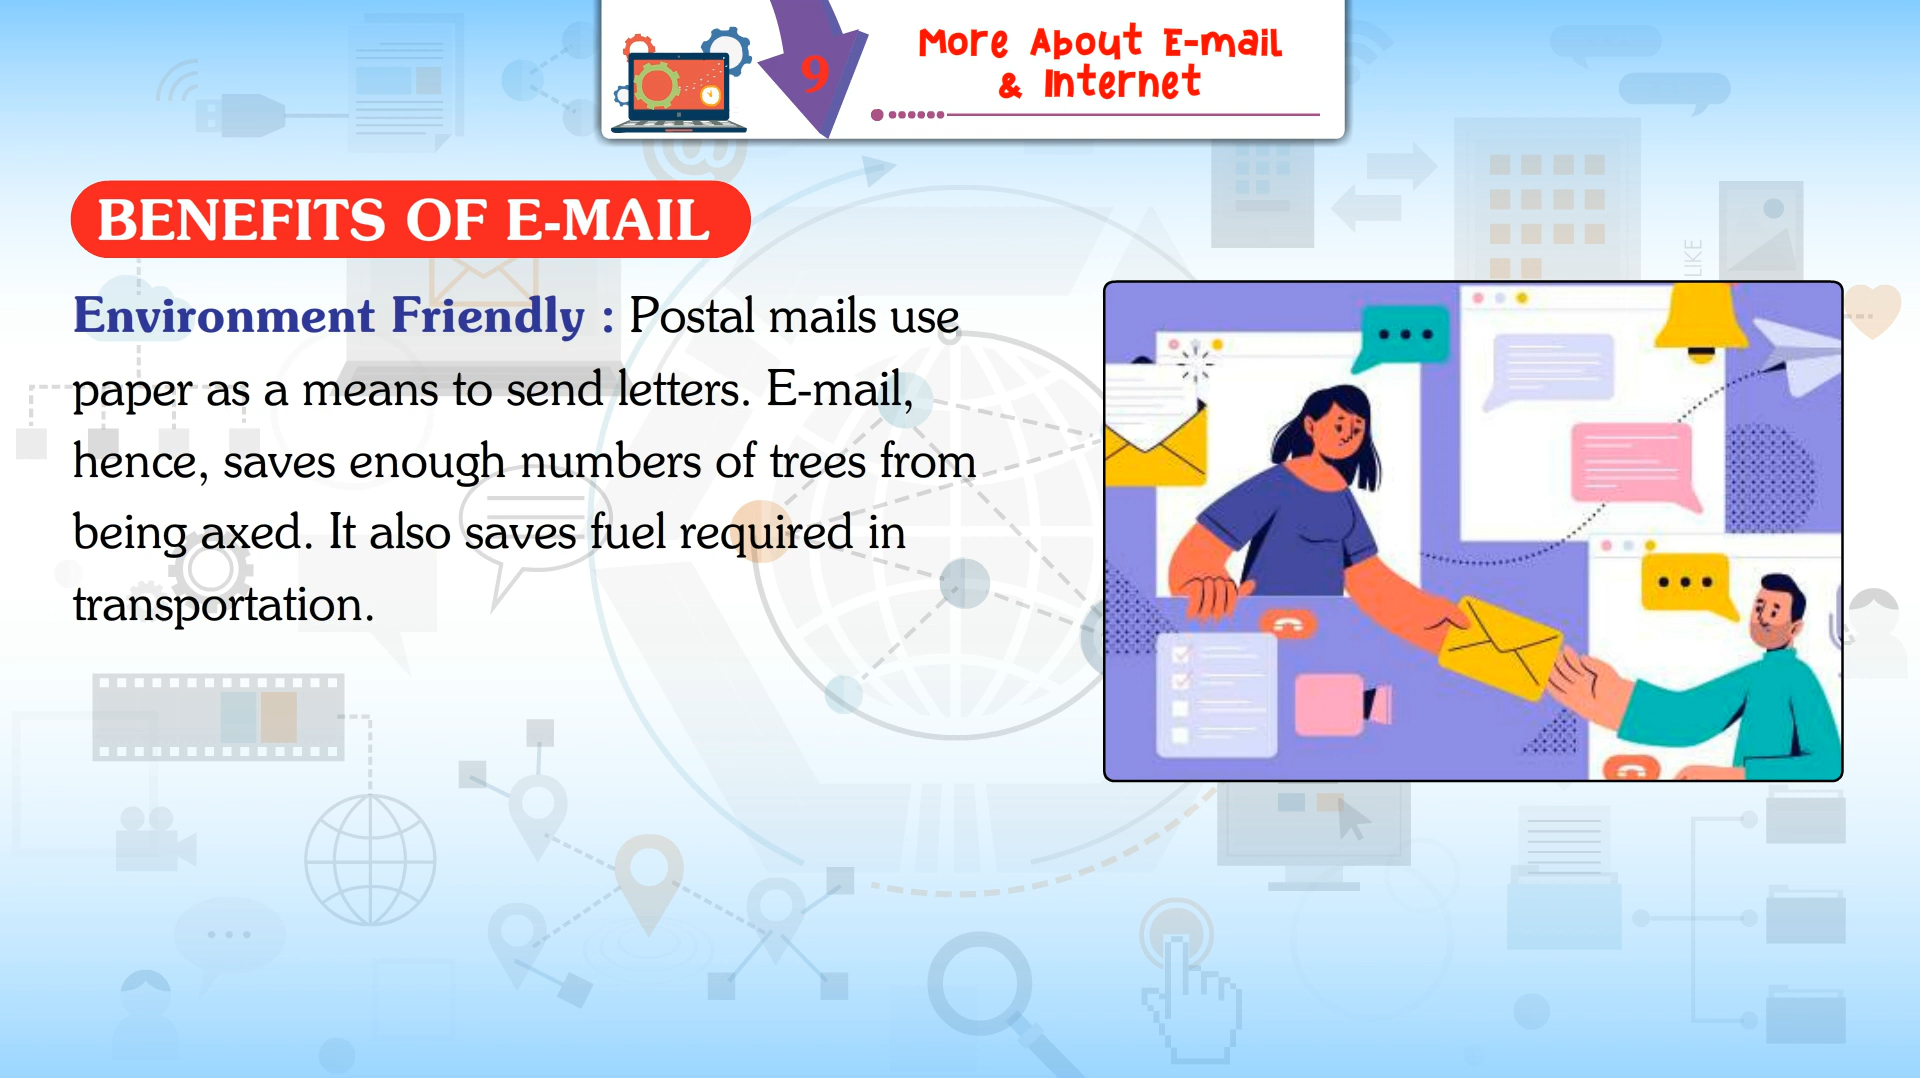 9
More About E-mail
& Internet
BENEFITS OF E-MAIL
Environment Friendly : Postal mails use
paper as a means to send letters. E-mail,
hence, saves enough numbers of trees from
being axed. It also saves fuel required in
transportation.
LIKE